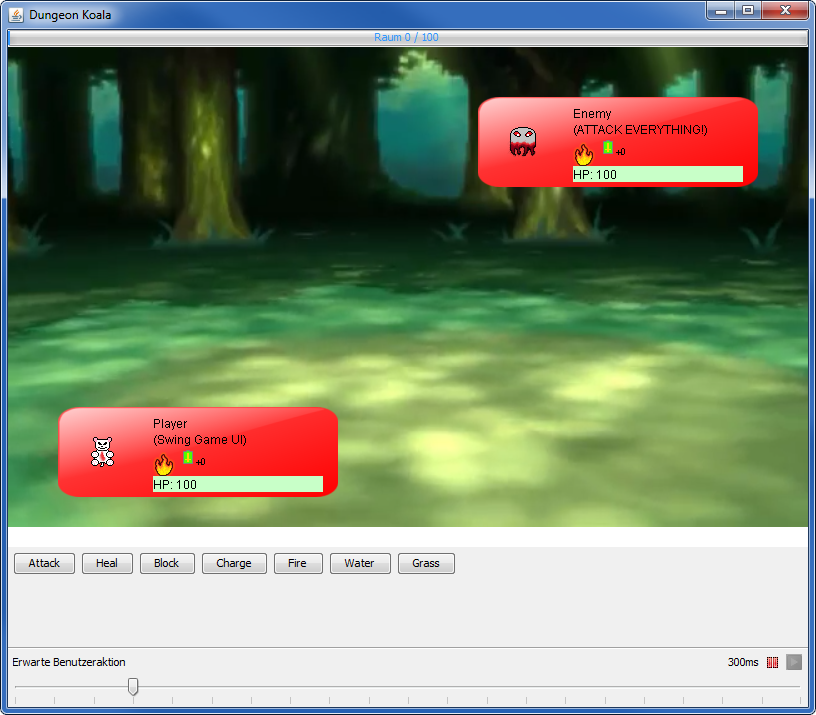 Dungeon Koala
Raum 0 / 100
Enemy
(ATTACK EVERYTHING!)
+0
HP: 100
Player
(Swing Game UI)
+0
HP: 100
Attack Heal Block Charge Fire Water Grass
Erwarte Benutzeraktion 300ms